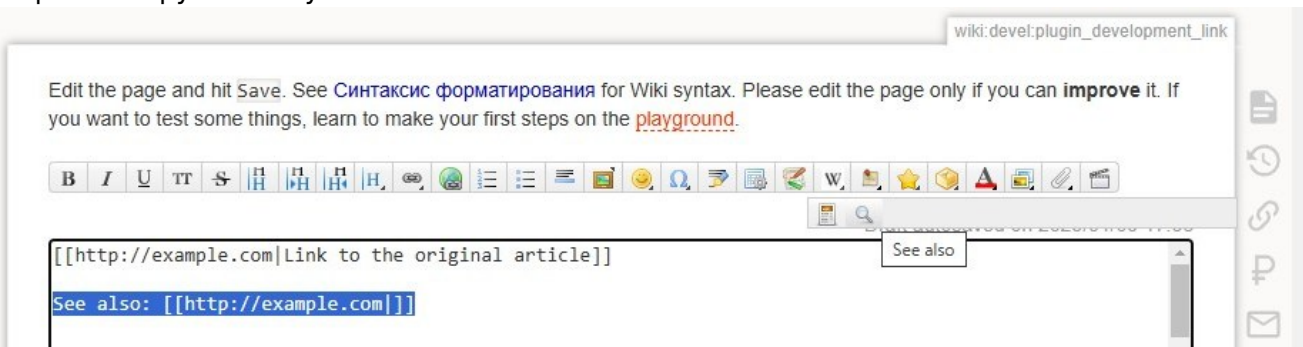 wiki:devel:plugin_development_link
Edit the page and hit Save. See Синтаксис форматирования for Wiki syntax. Please edit the page only if you can improve it. If
you want to test some things, learn to make your first steps on the playground.
B I U TT S H H H H Ω W A
See also
[[http://example.com|Link to the original article]]
See also: [[http://example.com|]]